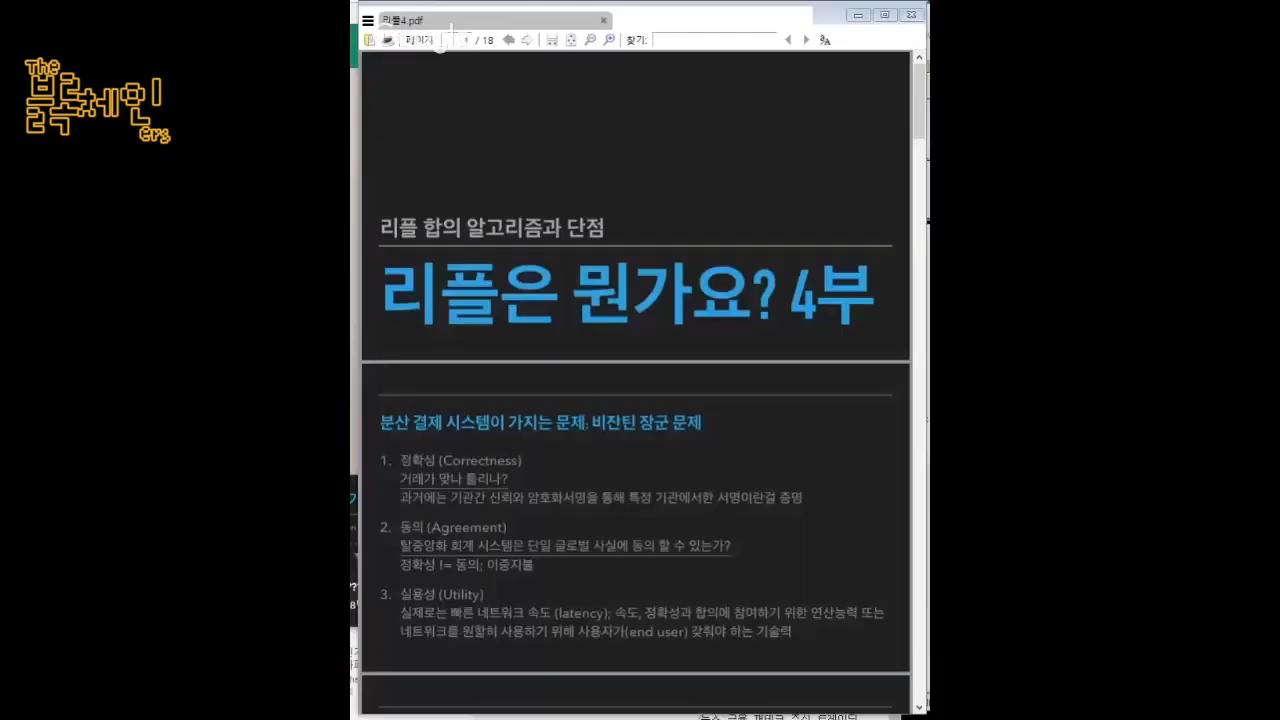 The
블록체인
ers
리플4.pdf
페이지
1 / 18
찾기:
리플 합의 알고리즘과 단점
리플은 뭔가요? 4부
분산 결제 시스템이 가지는 문제; 비잔틴 장군 문제
1. 정확성 (Correctness)
거래가 맞나 틀리나?
과거에는 기관간 신뢰와 암호화서명을 통해 특정 기관에서한 서명이란걸 증명
2. 동의 (Agreement)
탈중앙화 회계 시스템은 단일 글로벌 사실에 동의 할 수 있는가?
정확성 != 동의; 이중지불
3. 실용성 (Utility)
실제로는 빠른 네트워크 속도 (latency); 속도, 정확성과 합의에 참여하기 위한 연산능력 또는
네트워크를 원할히 사용하기 위해 사용자가(end user) 갖춰야 하는 기술력